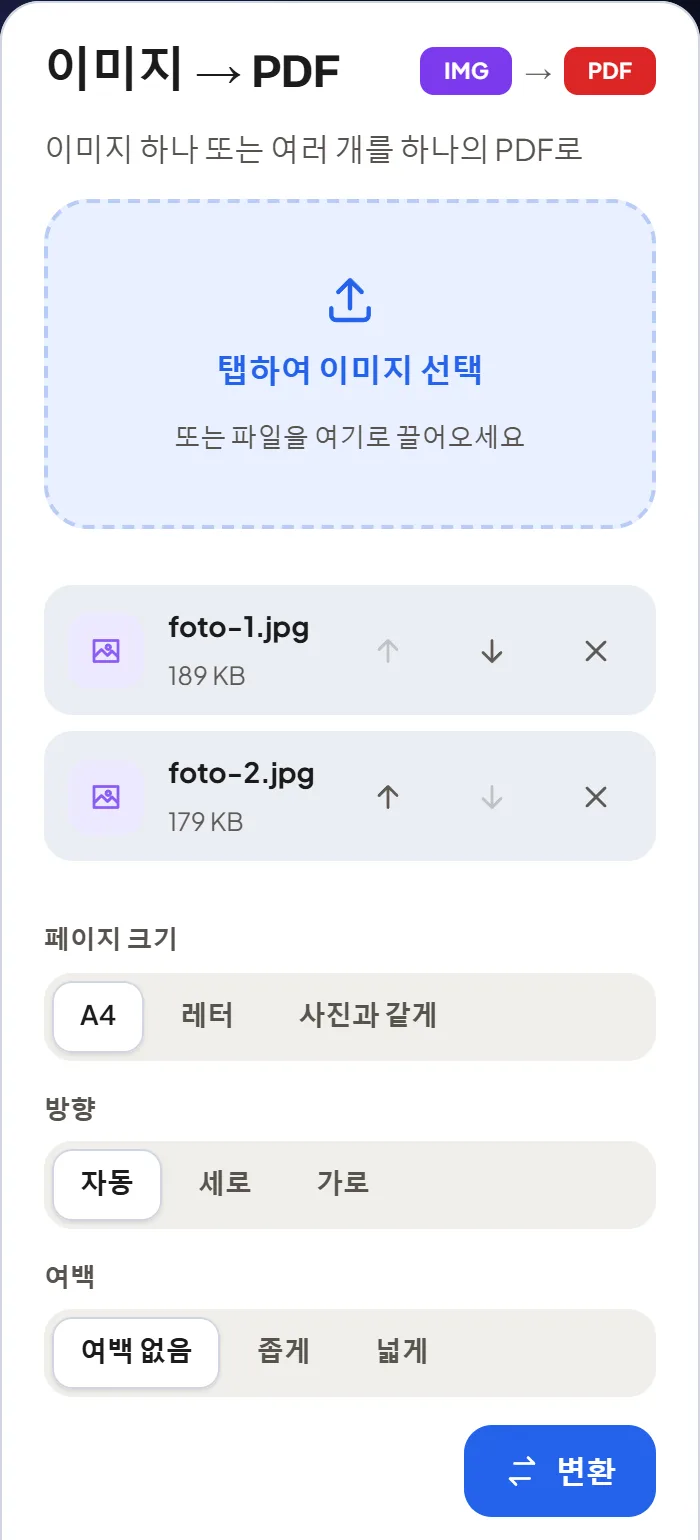 이미지 → PDF
IMG → PDF
이미지 하나 또는 여러 개를 하나의 PDF로
탭하여 이미지 선택
또는 파일을 여기로 끌어오세요
foto-1.jpg
189 KB
foto-2.jpg
179 KB
페이지 크기
A4 레터 사진과 같게
방향
자동 세로 가로
여백
여백 없음 좁게 넓게
변환